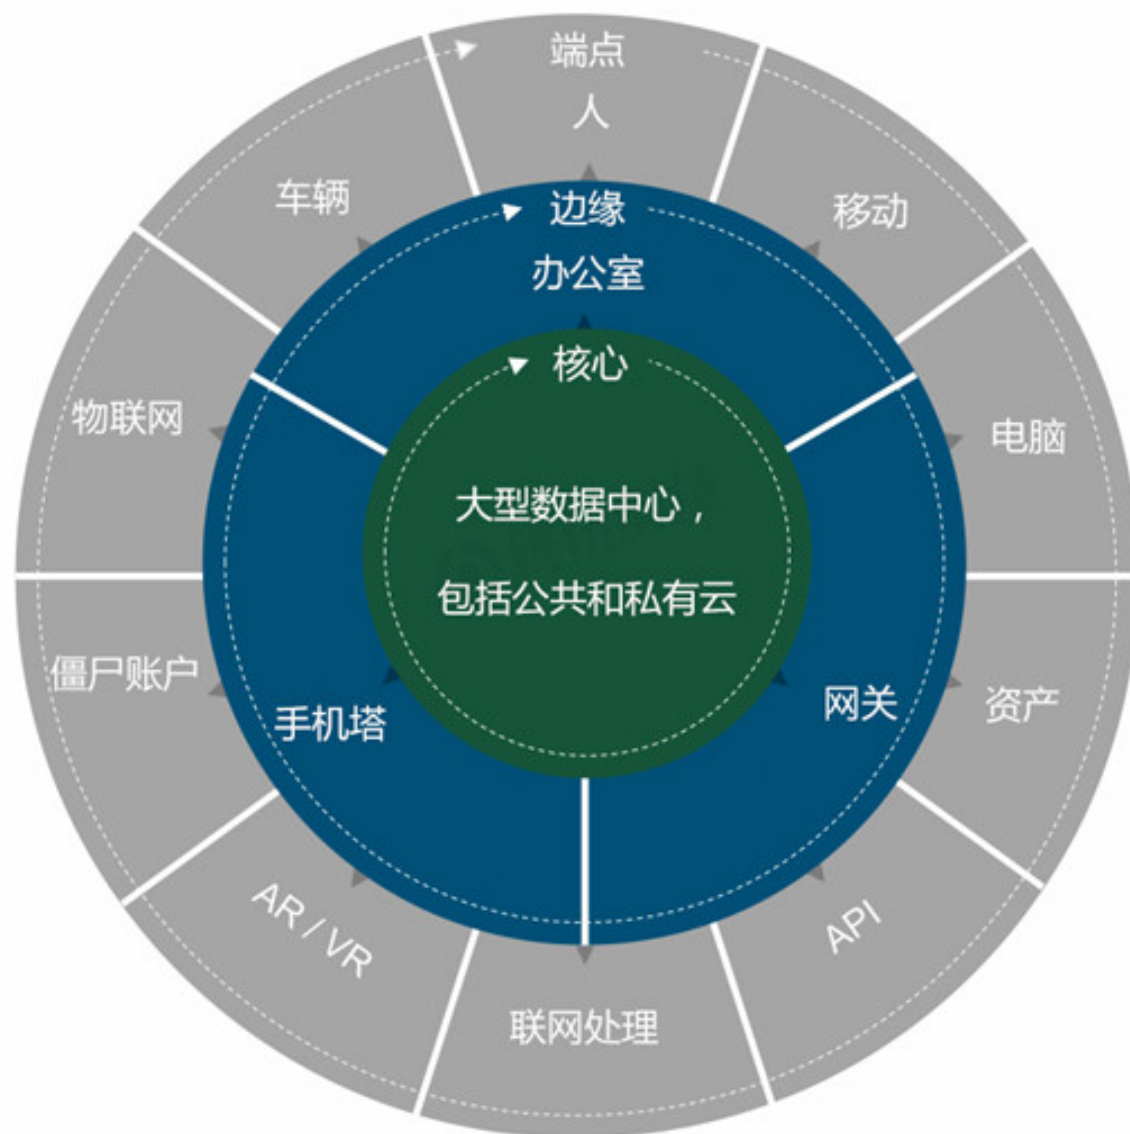 端点
人
车辆
移动
边缘
办公室
核心
物联网
电脑
大型数据中心，
包括公共和私有云
僵尸账户
手机塔
网关
资产
AR / VR
API
联网处理